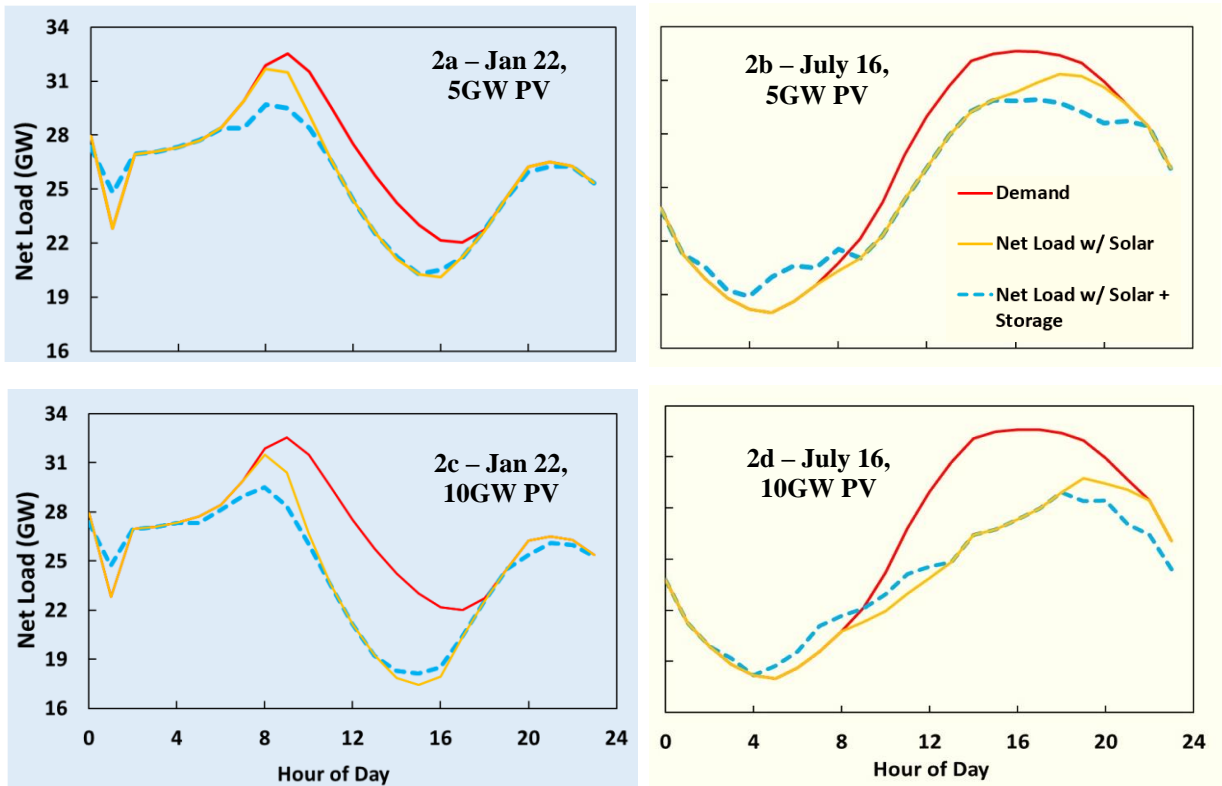 34
31
28
25
22
19
16
Net Load (GW)
2a – Jan 22,
5GW PV
2b – July 16,
5GW PV
Demand
Net Load w/ Solar
Net Load w/ Solar +
Storage
34
31
28
25
22
19
16
Net Load (GW)
2c – Jan 22,
10GW PV
0 4 8 12 16 20 24
Hour of Day
2d – July 16,
10GW PV
0 4 8 12 16 20 24
Hour of Day